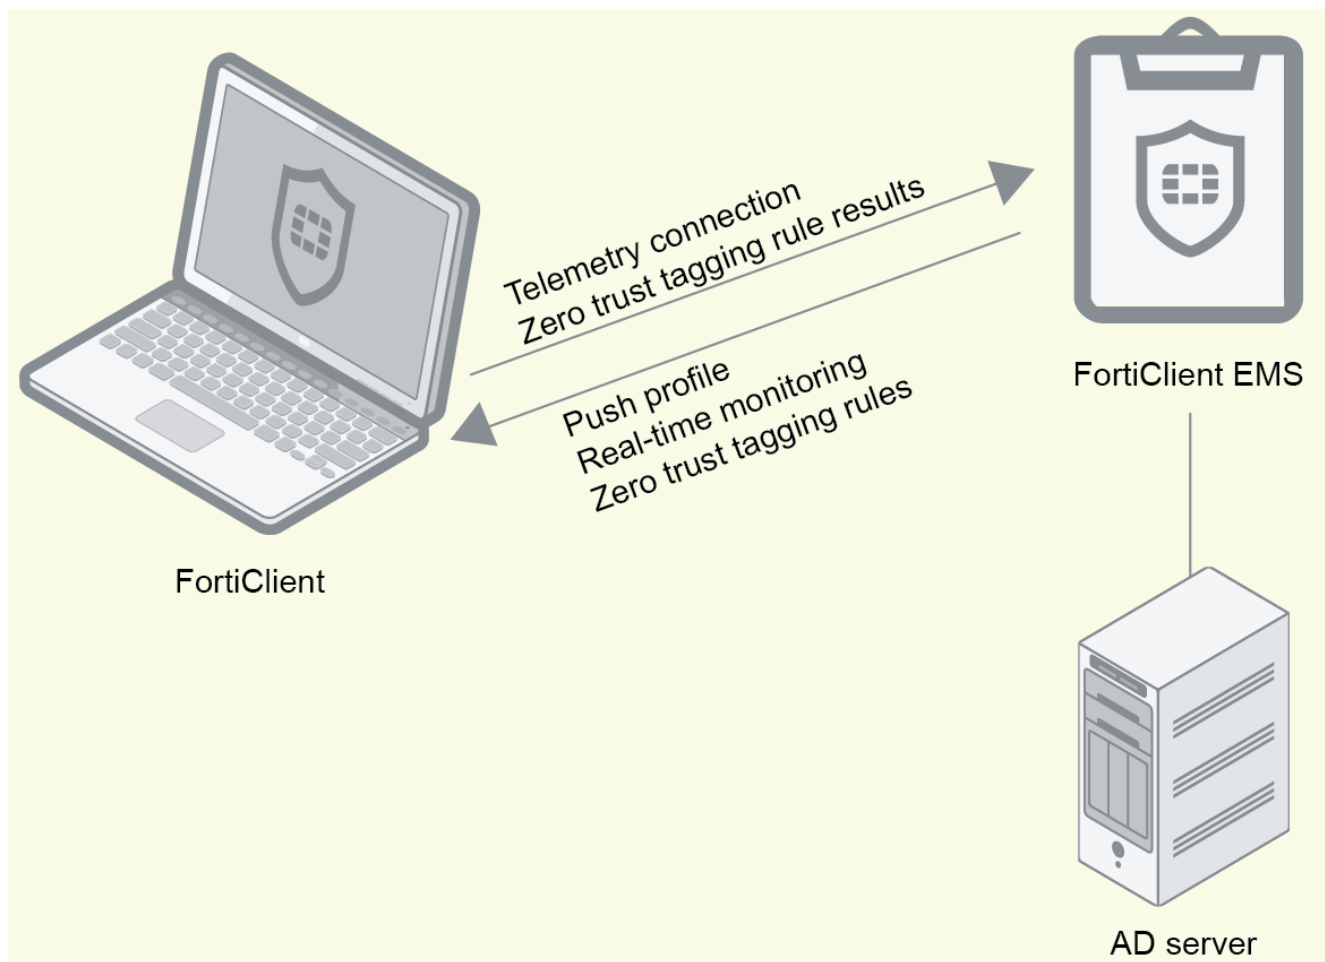 Telemetry connection
Zero trust tagging rule results
Push profile
Real-time monitoring
Zero trust tagging rules
FortiClient EMS
FortiClient
AD server